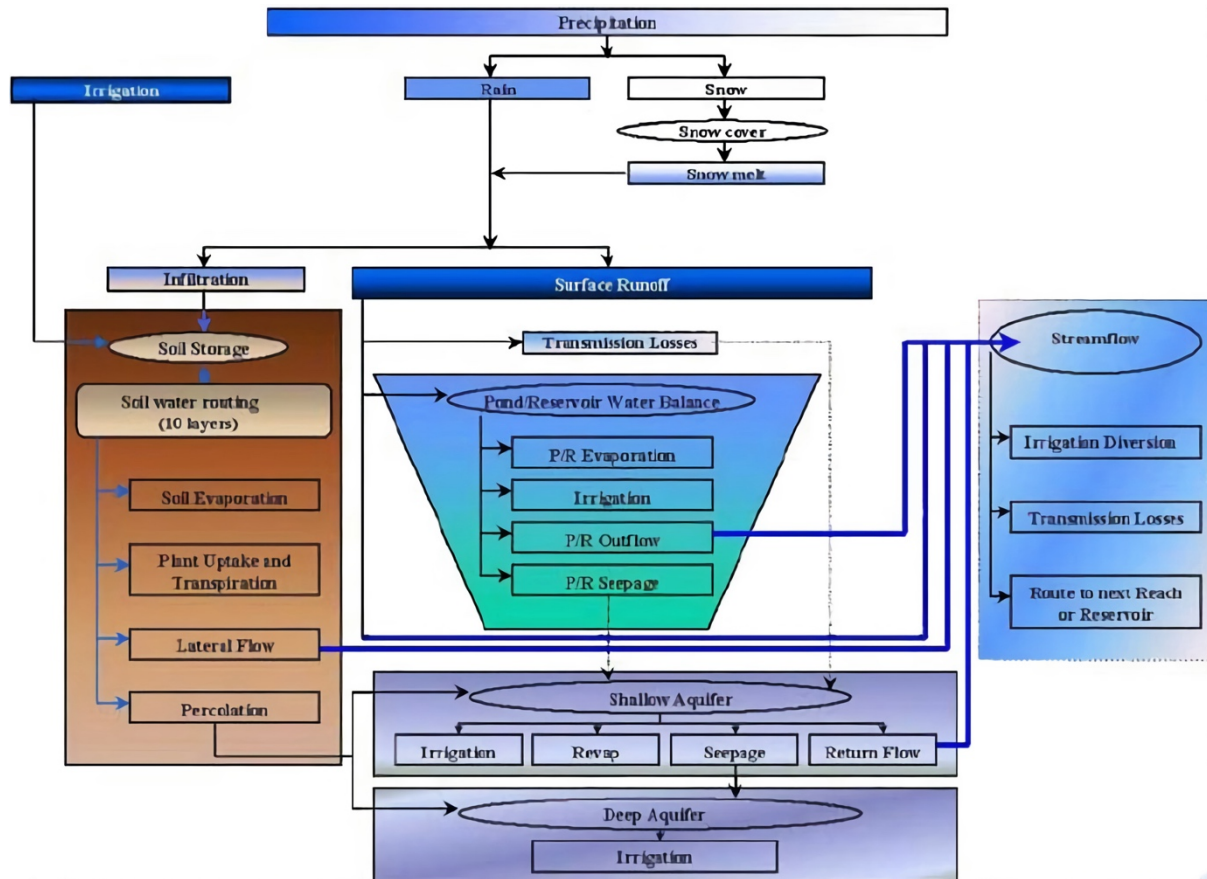 Precipitation
Irrigation
Rain
Snow
Snow cover
Snow melt
Infiltration
Surface Runoff
Soil Storage
Soil water routing
(10 layers)
Soil Evaporation
Plant Uptake and
Transpiration
Lateral Flow
Percolation
Transmission Losses
Pond/Reservoir Water Balance
P/R Evaporation
Irrigation
P/R Outflow
P/R Seepage
Streamflow
Irrigation Diversion
Transmission Losses
Route to next Reach
or Reservoir
Shallow Aquifer
Irrigation
Revap
Seepage
Return Flow
Deep Aquifer
Irrigation